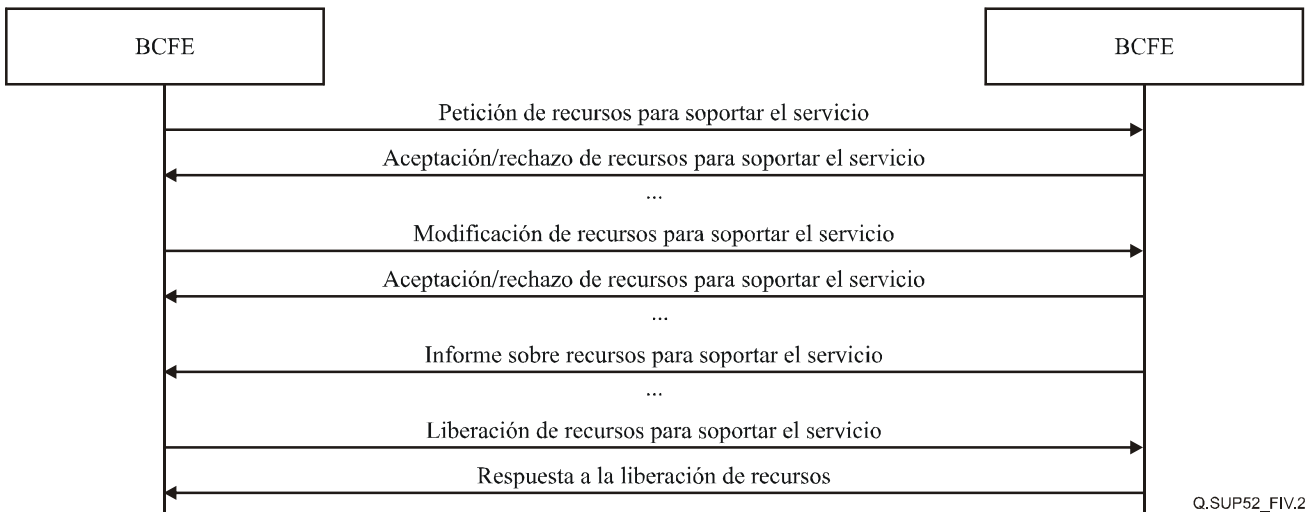 BCFE
BCFE
Petición de recursos para soportar el servicio
Aceptación/rechazo de recursos para soportar el servicio
...
Modificación de recursos para soportar el servicio
Aceptación/rechazo de recursos para soportar el servicio
...
Informe sobre recursos para soportar el servicio
...
Liberación de recursos para soportar el servicio
Respuesta a la liberación de recursos
Q.SUP52_FIV.2